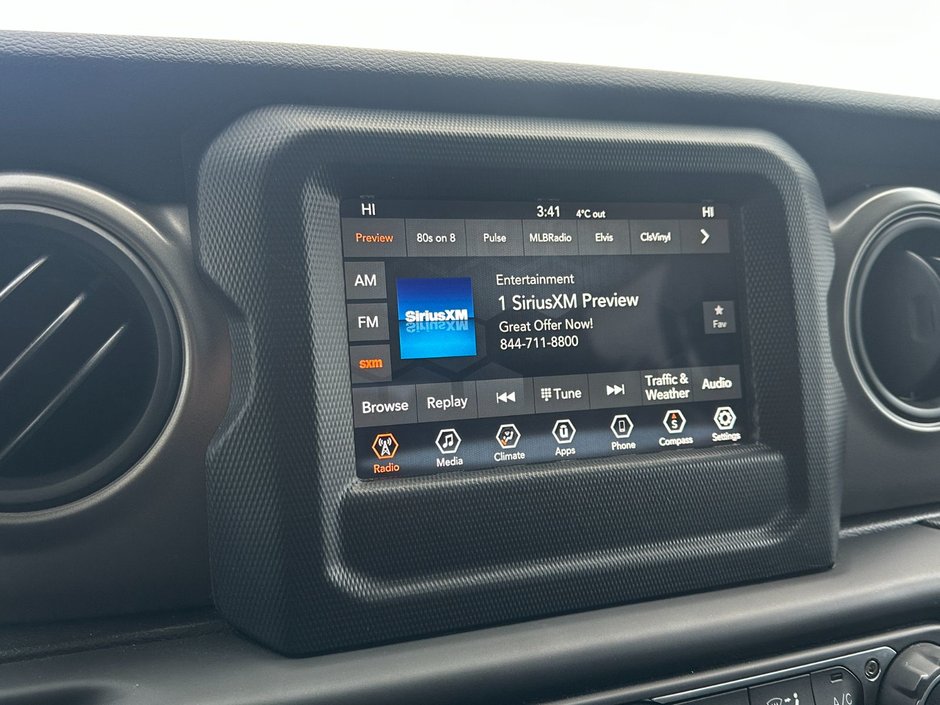 HI 3:41 4°C out HI
Preview 80s on 8 Pulse MLBRadio Elvis ClsVinyl
AM
FM
sxm
SiriusXM
Entertainment
1 SiriusXM Preview
Great Offer Now!
844-711-8800
Fav
Browse Replay Tune Traffic & Weather Audio
Radio Media Climate Apps Phone Compass Settings
S
A/C